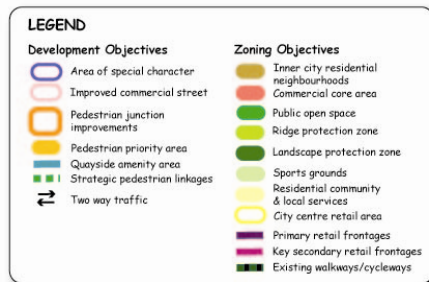 LEGEND
Development Objectives
Area of special character
Improved commercial street
Pedestrian junction
improvements
Pedestrian priority area
Quayside amenity area
Strategic pedestrian linkages
Two way traffic
Zoning Objectives
Inner city residential
neighbourhoods
Commercial core area
Public open space
Ridge protection zone
Landscape protection zone
Sports grounds
Residential community
& local services
City centre retail area
Primary retail frontages
Key secondary retail frontages
Existing walkways/cycleways